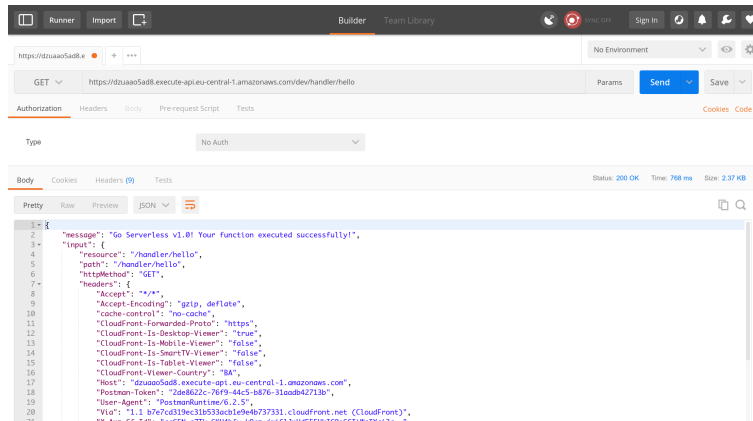 Runner Import Builder Team Library SYNC OFF Sign In
https://dzuaao5ad8.e + ••• No Environment
GET https://dzuaao5ad8.execute-api.eu-central-1.amazonaws.com/dev/handler/hello Params Send Save
Authorization Headers Body Pre-request Script Tests Cookies Code
Type No Auth
Body Cookies Headers (9) Tests Status: 200 OK Time: 768 ms Size: 2.37 KB
Pretty Raw Preview JSON
1 {
2 "message": "Go Serverless v1.0! Your function executed successfully!",
3 "input": {
4 "resource": "/handler/hello",
5 "path": "/handler/hello",
6 "httpMethod": "GET",
7 "headers": {
8 "Accept": "*/*",
9 "Accept-Encoding": "gzip, deflate",
10 "cache-control": "no-cache",
11 "CloudFront-Forwarded-Proto": "https",
12 "CloudFront-Is-Desktop-Viewer": "true",
13 "CloudFront-Is-Mobile-Viewer": "false",
14 "CloudFront-Is-SmartTV-Viewer": "false",
15 "CloudFront-Is-Tablet-Viewer": "false",
16 "CloudFront-Viewer-Country": "BA",
17 "Host": "dzuaao5ad8.execute-api.eu-central-1.amazonaws.com",
18 "Postman-Token": "2de8622c-76f9-44c5-b876-31aadb42713b",
19 "User-Agent": "PostmanRuntime/6.2.5",
20 "Via": "1.1 b7e7cd319ec31b533acb1e9e4b737331.cloudfront.net (CloudFront)",